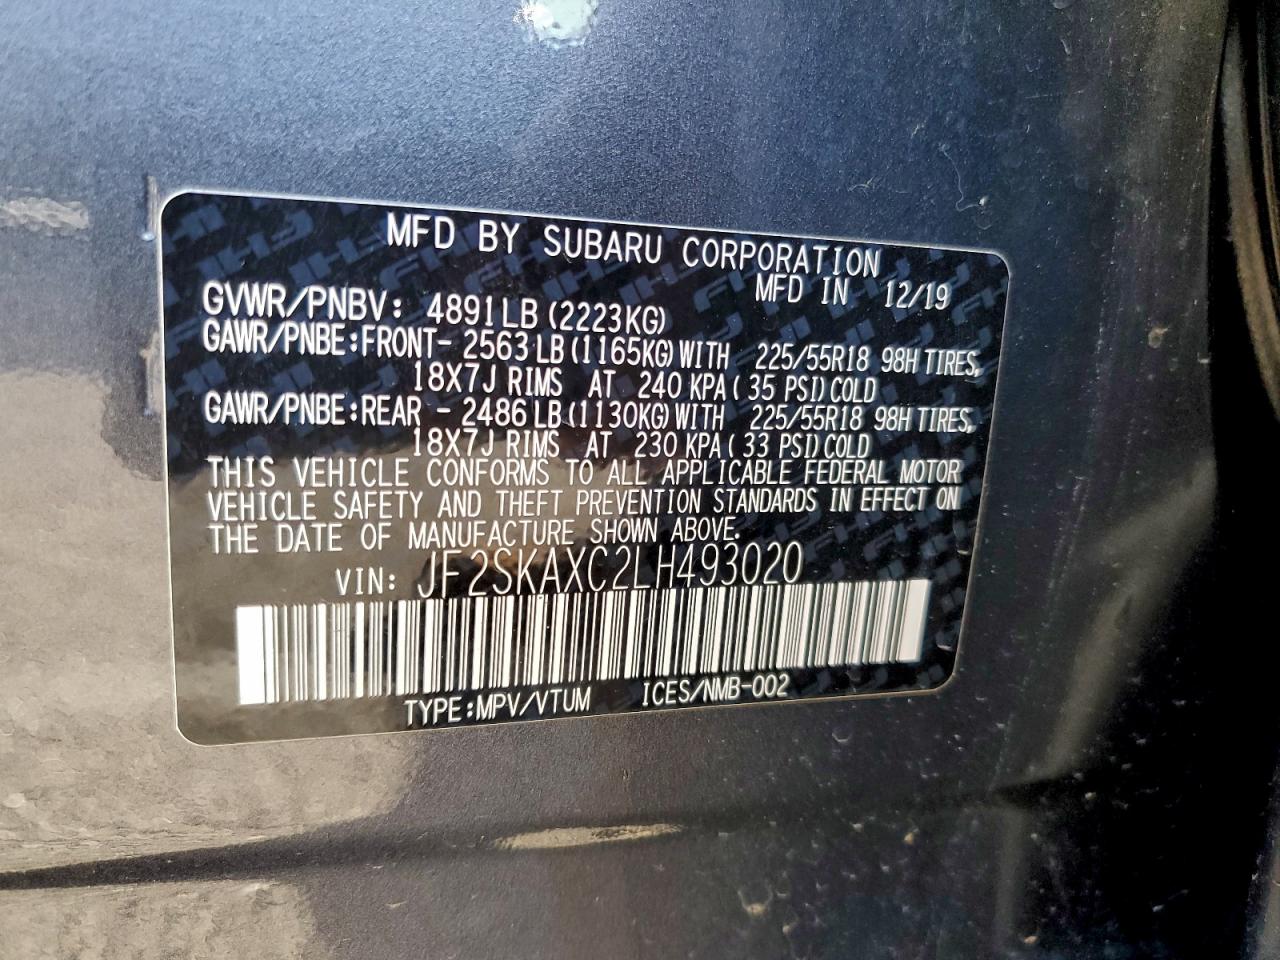 MFD BY SUBARU CORPORATION
MFD IN 12/19
GVWR/PNBV: 4891LB (2223KG)
GAWR/PNBE:FRONT- 2563LB (1165KG) WITH 225/55R18 98H TIRES,
18X7J RIMS AT 240 KPA (35 PSI) COLD
GAWR/PNBE:REAR - 2486LB (1130KG) WITH 225/55R18 98H TIRES,
18X7J RIMS AT 230 KPA (33 PSI) COLD
THIS VEHICLE CONFORMS TO ALL APPLICABLE FEDERAL MOTOR
VEHICLE SAFETY AND THEFT PREVENTION STANDARDS IN EFFECT ON
THE DATE OF MANUFACTURE SHOWN ABOVE.
VIN: JF2SKAXC2LH493020
TYPE:MPV/VTUM ICES/NMB-002